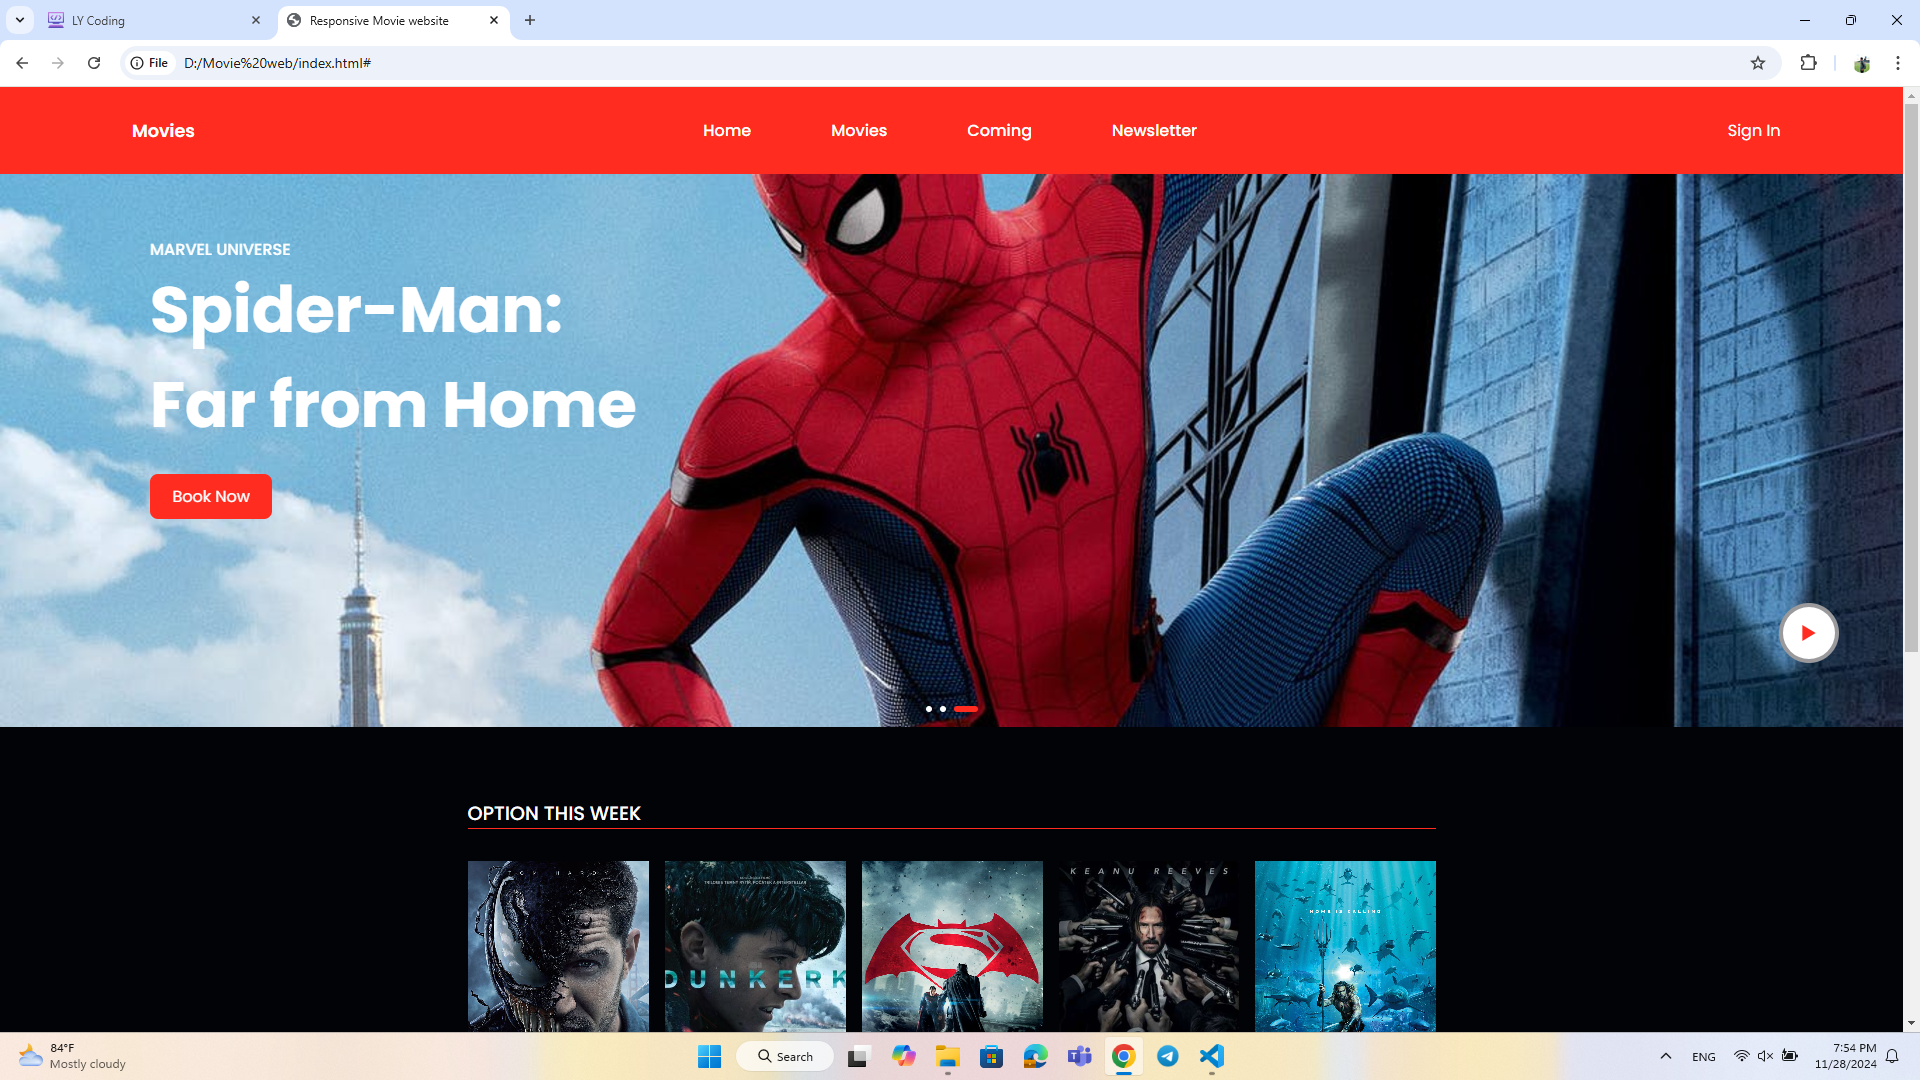 LY Coding
Responsive Movie website
File
D:/Movie%20web/index.html#
Movies
Home
Movies
Coming
Newsletter
Sign In
MARVEL UNIVERSE
Spider-Man:
Far from Home
Book Now
OPTION THIS WEEK
DUNKERK
KEANU REEVES
HOME IS CALLING
84°F
Mostly cloudy
Search
ENG
7:54 PM
11/28/2024